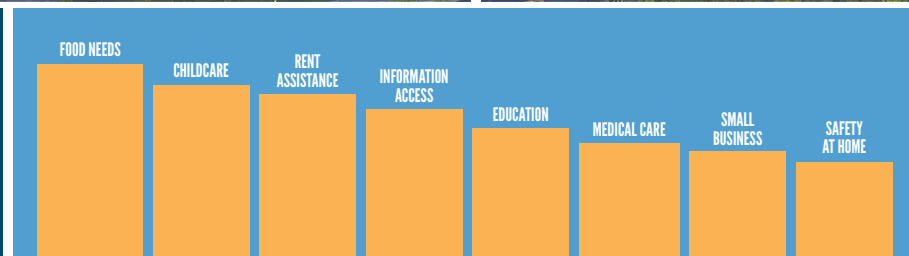 FOOD NEEDS
CHILDCARE
RENT
ASSISTANCE
INFORMATION
ACCESS
EDUCATION
MEDICAL CARE
SMALL
BUSINESS
SAFETY
AT HOME